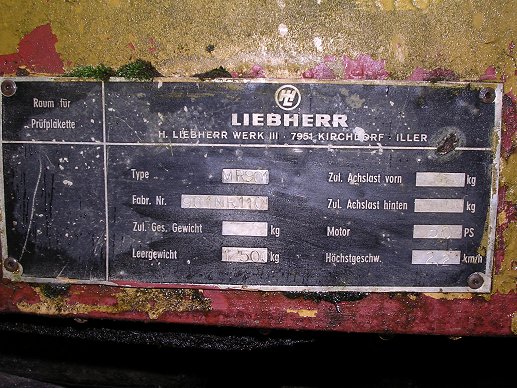 Raum für
Prüfplakette
HL
LIEBHERR
H. LIEBHERR WERK III · 7951 KIRCHDORF - ILLER
Type
Fabr. Nr.
Zul. Ges. Gewicht kg
Leergewicht kg
Zul. Achslast vorn kg
Zul. Achslast hinten kg
Motor PS
Höchstgeschw. km/h